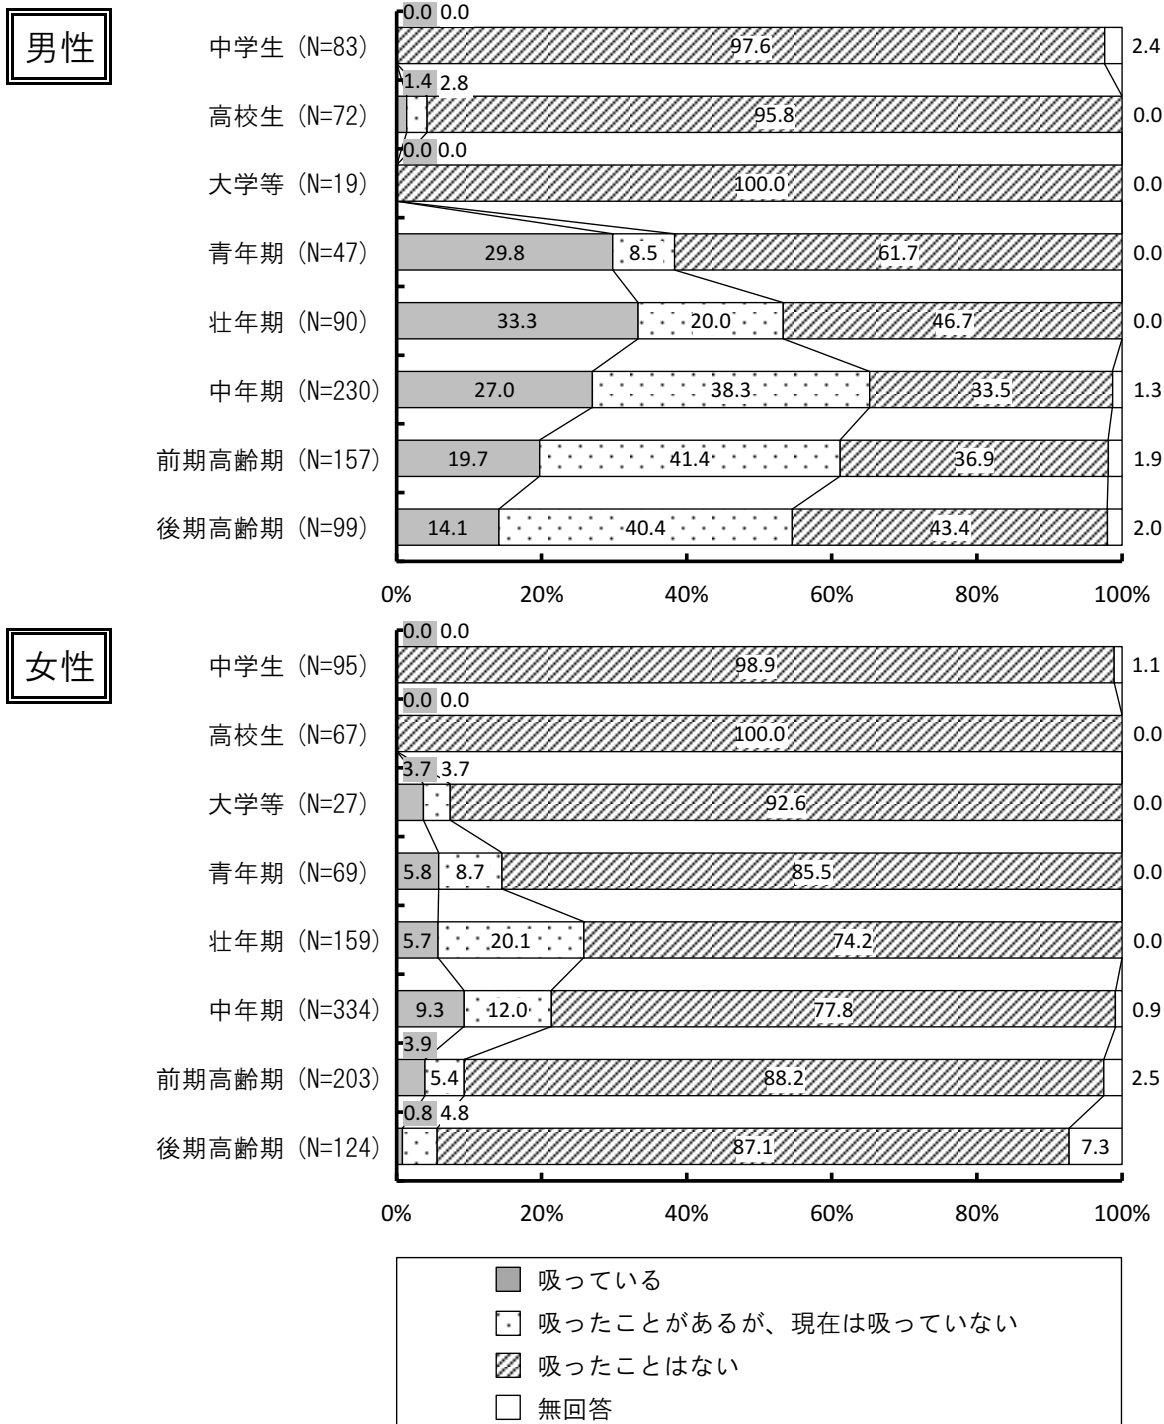 男性
0.0 0.0
中学生（N=83） 97.6 2.4
1.4 2.8
高校生（N=72） 95.8 0.0
0.0 0.0
大学等（N=19） 100.0 0.0
青年期（N=47） 29.8 8.5 61.7 0.0
壮年期（N=90） 33.3 20.0 46.7 0.0
中年期（N=230） 27.0 38.3 33.5 1.3
前期高齢期（N=157） 19.7 41.4 36.9 1.9
後期高齢期（N=99） 14.1 40.4 43.4 2.0
0% 20% 40% 60% 80% 100%
女性
0.0 0.0
中学生（N=95） 98.9 1.1
0.0 0.0
高校生（N=67） 100.0 0.0
3.7 3.7
大学等（N=27） 92.6 0.0
青年期（N=69） 5.8 8.7 85.5 0.0
壮年期（N=159） 5.7 20.1 74.2 0.0
中年期（N=334） 9.3 12.0 77.8 0.9
3.9
前期高齢期（N=203） 5.4 88.2 2.5
0.8 4.8
後期高齢期（N=124） 87.1 7.3
0% 20% 40% 60% 80% 100%
吸っている
吸ったことがあるが、現在は吸っていない
吸ったことはない
無回答